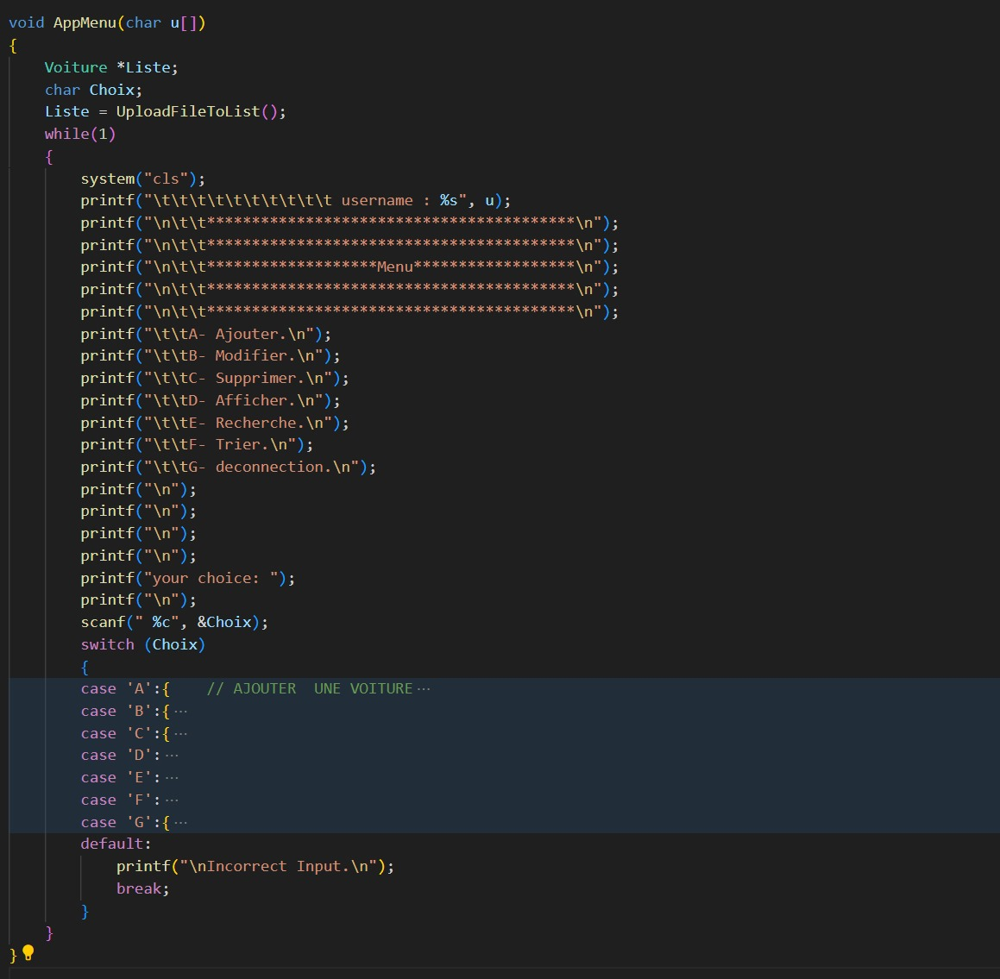 void AppMenu(char u[])
{
    Voiture *Liste;
    char Choix;
    Liste = UploadFileToList();
    while(1)
    {
        system("cls");
        printf("\t\t\t\t\t\t\t\t\t\t username : %s", u);
        printf("\n\t\t*****************************************\n");
        printf("\n\t\t*****************************************\n");
        printf("\n\t\t*******************Menu******************\n");
        printf("\n\t\t*****************************************\n");
        printf("\n\t\t*****************************************\n");
        printf("\t\tA- Ajouter.\n");
        printf("\t\tB- Modifier.\n");
        printf("\t\tC- Supprimer.\n");
        printf("\t\tD- Afficher.\n");
        printf("\t\tE- Recherche.\n");
        printf("\t\tF- Trier.\n");
        printf("\t\tG- deconnection.\n");
        printf("\n");
        printf("\n");
        printf("\n");
        printf("\n");
        printf("your choice: ");
        printf("\n");
        scanf(" %c", &Choix);
        switch (Choix)
        {
        case 'A':{    // AJOUTER  UNE VOITURE⋯
        case 'B':{⋯
        case 'C':{⋯
        case 'D':⋯
        case 'E':⋯
        case 'F':⋯
        case 'G':{⋯
        default:
            printf("\nIncorrect Input.\n");
            break;
        }
    }
}